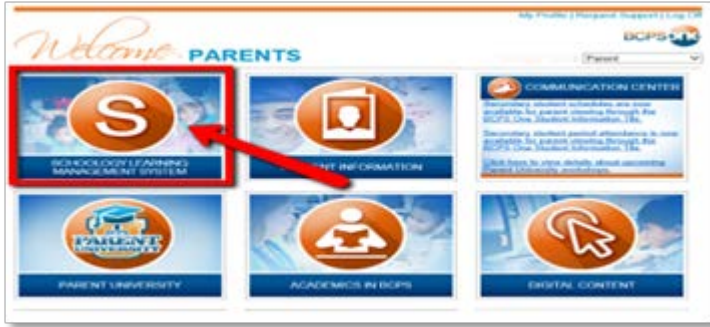 My Profile | Request Support | Log Off
Welcome PARENTS
BCPS one
Parent
S
SCHOOLOGY LEARNING
MANAGEMENT SYSTEM
NT INFORMATION
COMMUNICATION CENTER
Secondary student schedules are now
available for parent viewing through the
BCPS One Student Information Tile.
Secondary student period attendance is now
available for parent viewing through the
BCPS One Student Information Tile.
Click here to view details about upcoming
Parent University workshops.
PARENT
UNIVERSITY
PARENT UNIVERSITY
ACADEMICS IN BCPS
DIGITAL CONTENT